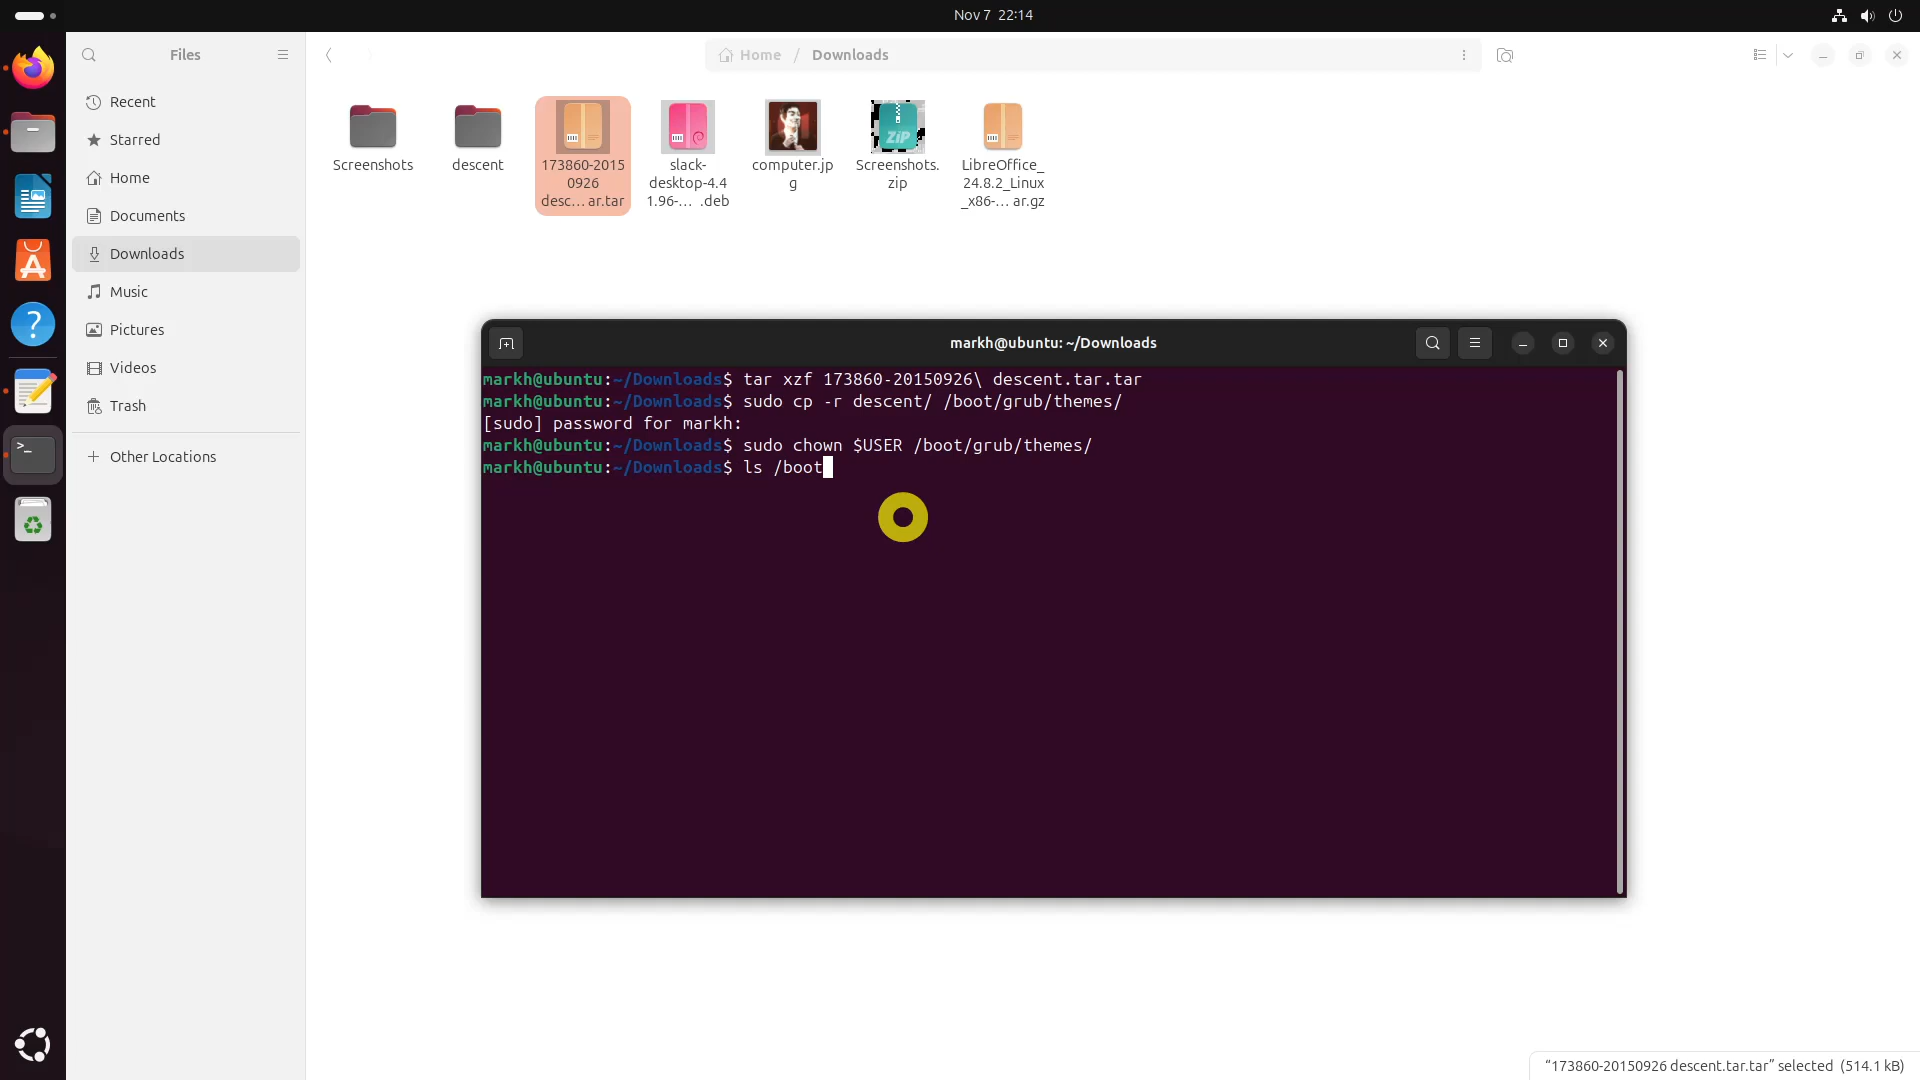 Nov 7 22:14
Files
Home / Downloads
Recent
Starred
Home
Documents
Downloads
Music
Pictures
Videos
Trash
+ Other Locations
Screenshots
descent
173860-2015
0926
desc… ar.tar
slack-
desktop-4.4
1.96-… .deb
computer.jp
g
ZiP
Screenshots.
zip
LibreOffice_
24.8.2_Linux
_x86-… ar.gz
markh@ubuntu: ~/Downloads
markh@ubuntu:~/Downloads$ tar xzf 173860-20150926\ descent.tar.tar
markh@ubuntu:~/Downloads$ sudo cp -r descent/ /boot/grub/themes/
[sudo] password for markh:
markh@ubuntu:~/Downloads$ sudo chown $USER /boot/grub/themes/
markh@ubuntu:~/Downloads$ ls /boot
“173860-20150926 descent.tar.tar” selected (514.1 kB)